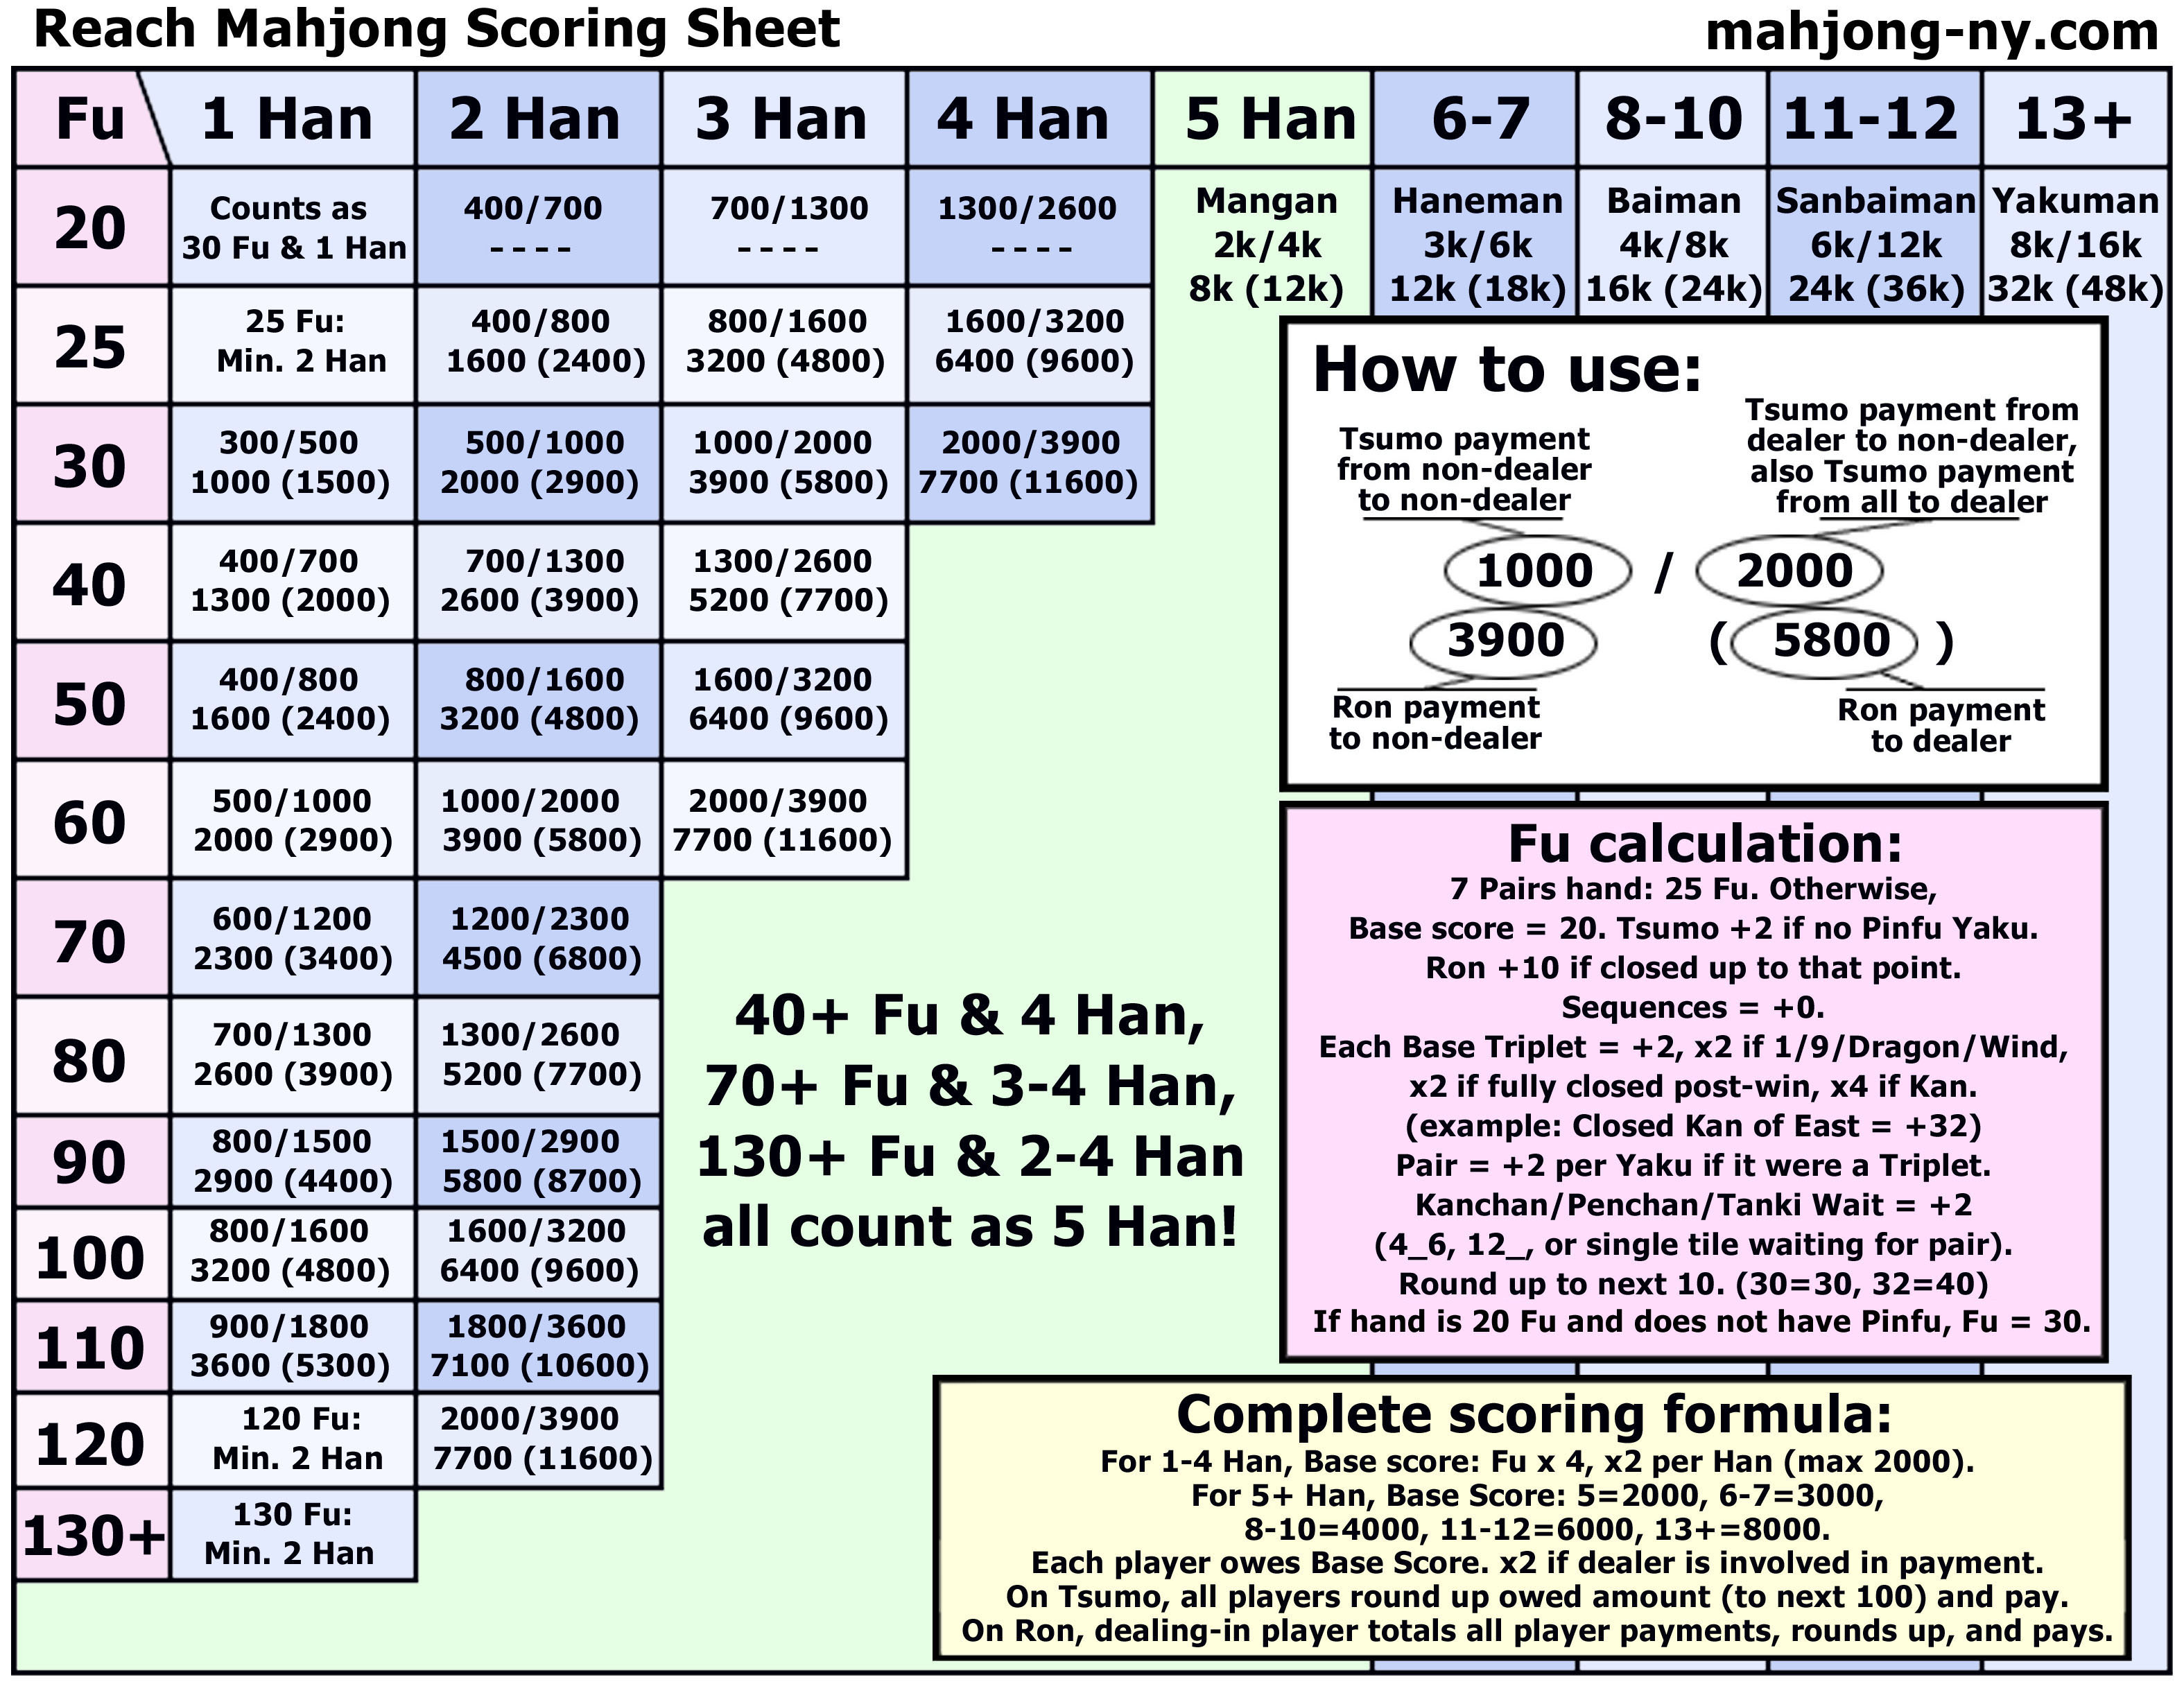 Reach Mahjong Scoring Sheet
mahjong-ny.com
Fu 1 Han 2 Han 3 Han 4 Han 5 Han 6-7 8-10 11-12 13+
20
Counts as
30 Fu & 1 Han
400/700
----
700/1300
----
1300/2600
----
Mangan
2k/4k
8k (12k)
Haneman
3k/6k
12k (18k)
Baiman
4k/8k
16k (24k)
Sanbaiman
6k/12k
24k (36k)
Yakuman
8k/16k
32k (48k)
25
25 Fu:
Min. 2 Han
400/800
1600 (2400)
800/1600
3200 (4800)
1600/3200
6400 (9600)
30
300/500
1000 (1500)
500/1000
2000 (2900)
1000/2000
3900 (5800)
2000/3900
7700 (11600)
40
400/700
1300 (2000)
700/1300
2600 (3900)
1300/2600
5200 (7700)
50
400/800
1600 (2400)
800/1600
3200 (4800)
1600/3200
6400 (9600)
60
500/1000
2000 (2900)
1000/2000
3900 (5800)
2000/3900
7700 (11600)
70
600/1200
2300 (3400)
1200/2300
4500 (6800)
80
700/1300
2600 (3900)
1300/2600
5200 (7700)
90
800/1500
2900 (4400)
1500/2900
5800 (8700)
100
800/1600
3200 (4800)
1600/3200
6400 (9600)
110
900/1800
3600 (5300)
1800/3600
7100 (10600)
120
120 Fu:
Min. 2 Han
2000/3900
7700 (11600)
130+
130 Fu:
Min. 2 Han
40+ Fu & 4 Han,
70+ Fu & 3-4 Han,
130+ Fu & 2-4 Han
all count as 5 Han!
How to use:
Tsumo payment
from non-dealer
to non-dealer
Tsumo payment from
dealer to non-dealer,
also Tsumo payment
from all to dealer
1000 / 2000
3900 ( 5800 )
Ron payment
to non-dealer
Ron payment
to dealer
Fu calculation:
7 Pairs hand: 25 Fu. Otherwise,
Base score = 20. Tsumo +2 if no Pinfu Yaku.
Ron +10 if closed up to that point.
Sequences = +0.
Each Base Triplet = +2, x2 if 1/9/Dragon/Wind,
x2 if fully closed post-win, x4 if Kan.
(example: Closed Kan of East = +32)
Pair = +2 per Yaku if it were a Triplet.
Kanchan/Penchan/Tanki Wait = +2
(4_6, 12_, or single tile waiting for pair).
Round up to next 10. (30=30, 32=40)
If hand is 20 Fu and does not have Pinfu, Fu = 30.
Complete scoring formula:
For 1-4 Han, Base score: Fu x 4, x2 per Han (max 2000).
For 5+ Han, Base Score: 5=2000, 6-7=3000,
8-10=4000, 11-12=6000, 13+=8000.
Each player owes Base Score. x2 if dealer is involved in payment.
On Tsumo, all players round up owed amount (to next 100) and pay.
On Ron, dealing-in player totals all player payments, rounds up, and pays.